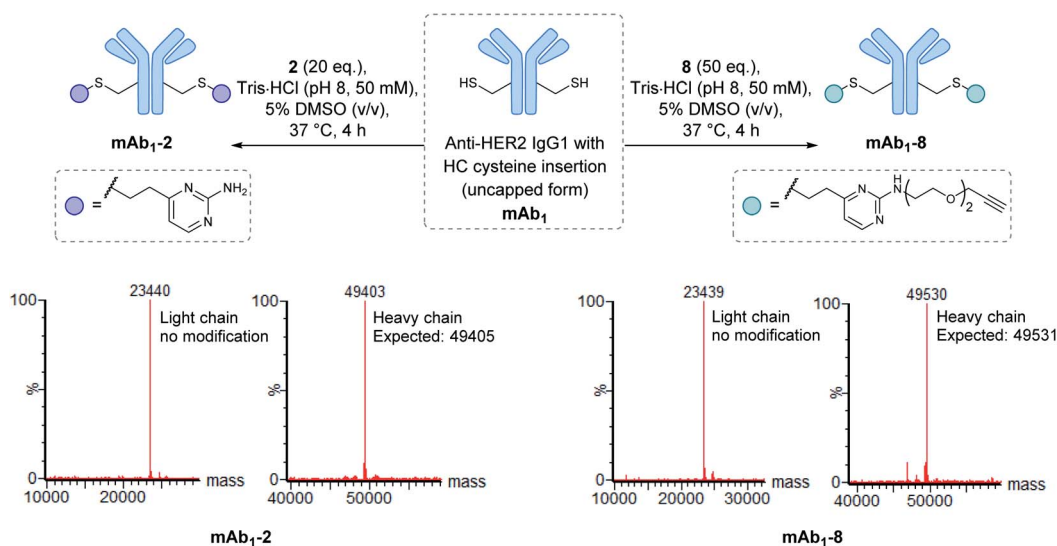 2 (20 eq.),
Tris·HCl (pH 8, 50 mM),
5% DMSO (v/v),
37 °C, 4 h
mAb1-2
S
S
HS
SH
Anti-HER2 IgG1 with
HC cysteine insertion
(uncapped form)
mAb1
8 (50 eq.),
Tris·HCl (pH 8, 50 mM),
5% DMSO (v/v),
37 °C, 4 h
S
S
mAb1-8
=
N
NH2
N
=
N
H
N
O
2
N
100
%
0
23440
Light chain
no modification
10000
20000
mass
100
%
0
49403
Heavy chain
Expected: 49405
40000
50000
mass
mAb1-2
100
%
0
23439
Light chain
no modification
10000
20000
30000
mass
100
%
0
49530
Heavy chain
Expected: 49531
40000
50000
mass
mAb1-8